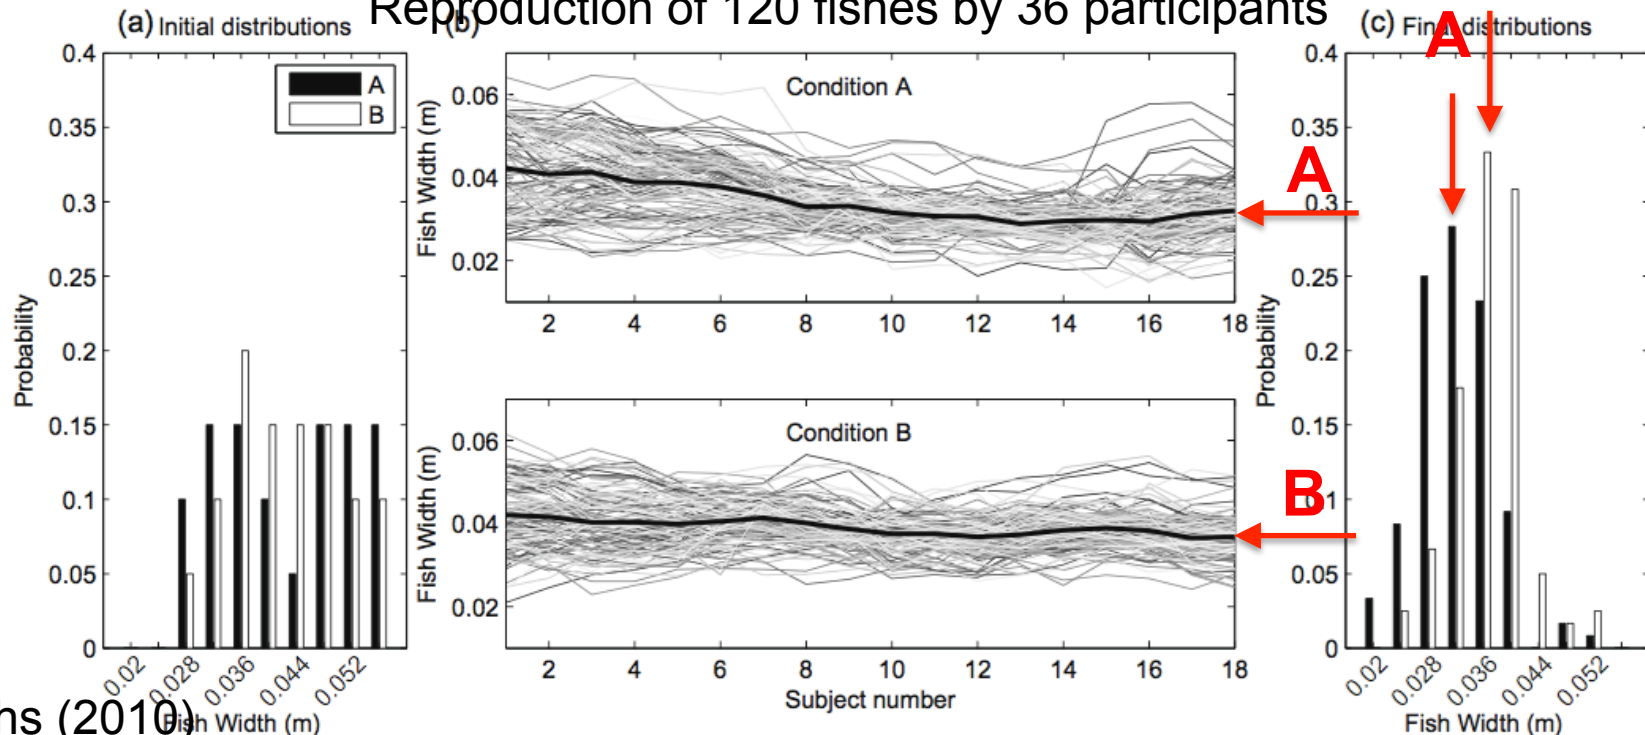 Reproduction of 120 fishes by 36 participants
(a) Initial distributions
A
B
0.4
0.35
0.3
0.25
0.2
0.15
0.1
0.05
0
Probability
0.02
0.028
0.036
0.044
0.052
Fish Width (m)
(b)
Condition A
0.06
0.04
0.02
Fish Width (m)
2 4 6 8 10 12 14 16 18
A
Condition B
0.06
0.04
0.02
Fish Width (m)
2 4 6 8 10 12 14 16 18
Subject number
B
(c) Final distributions
A
0.4
0.35
0.3
0.25
0.2
0.15
0.1
0.05
0
Probability
0.02
0.028
0.036
0.044
0.052
Fish Width (m)
(2010)